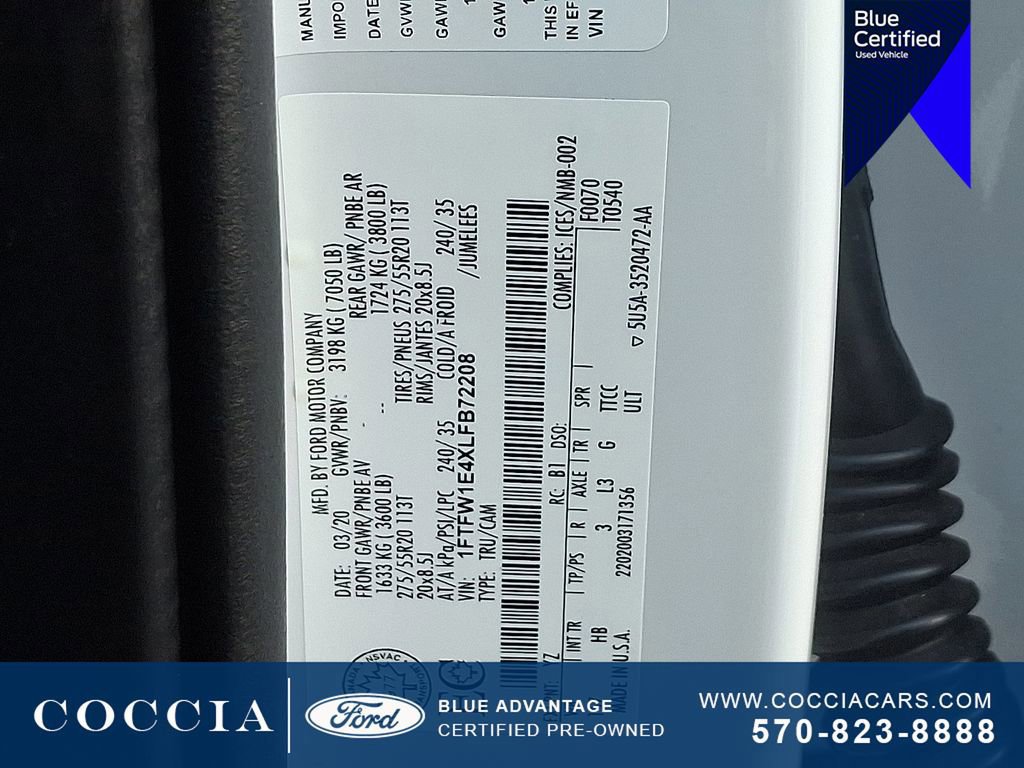 MANU
IMPO
DATE
GVWR
GAW
GAW
THIS
IN EF
VIN
Blue
Certified
Used Vehicle
MFD. BY FORD MOTOR COMPANY
DATE: 03/20 GVWR/PNBV: 3198 KG ( 7050 LB)
FRONT GAWR/PNBE AV REAR GAWR/ PNBE AR
1633 KG ( 3600 LB) -- 1724 KG ( 3800 LB)
275/55R20 113T TIRES/PNEUS 275/55R20 113T
20x8.5J RIMS/JANTES 20x8.5J
AT/A kPa/PSI/LPC 240/ 35 COLD/A FROID 240/ 35
VIN: 1FTFW1E4XLFB72208 /JUMELEES
TYPE: TRU/CAM
YZ RC: B1 DSO: COMPLIES: ICES/NMB-002
INT TR TP/PS R AXLE TR SPR F0070
HB 3 L3 G TTCC T0540
MADE IN U.S.A. 2202003171356 ULT 5U5A-3520472-AA
NSVAC
COCCIA
Ford
BLUE ADVANTAGE
CERTIFIED PRE-OWNED
WWW.COCCIACARS.COM
570-823-8888